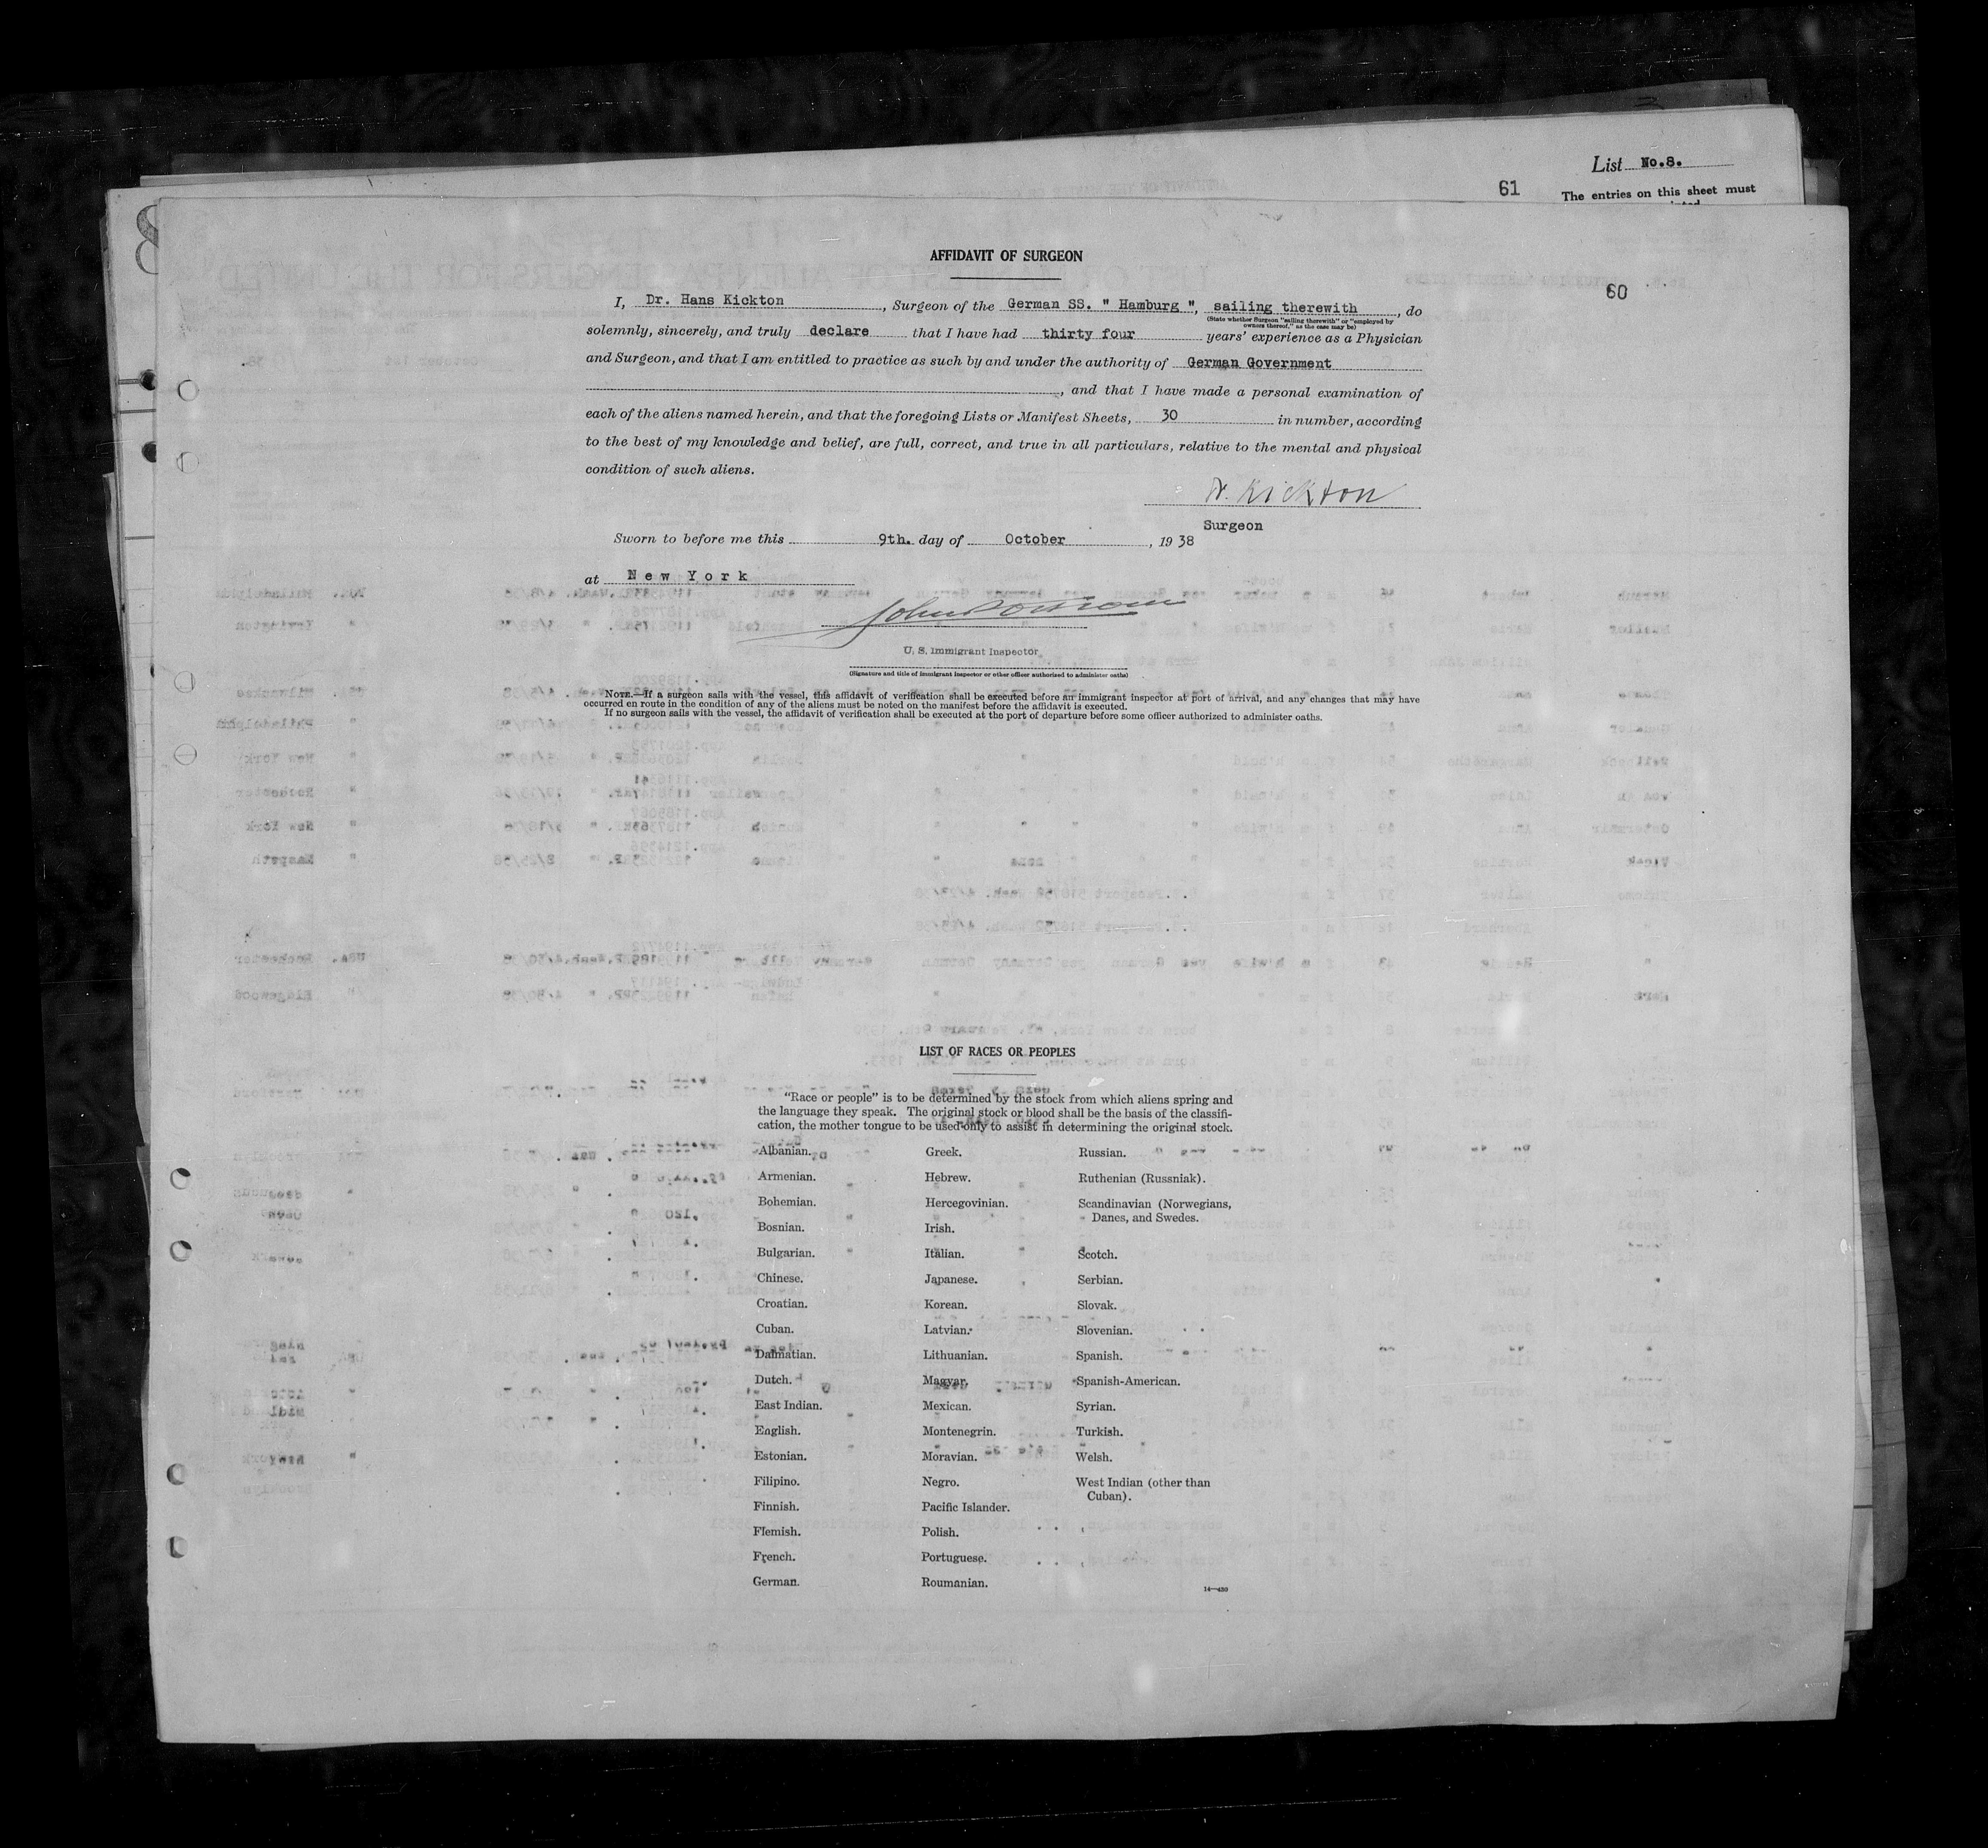 List No.8.
61
The entries on this sheet must
60
AFFIDAVIT OF SURGEON
I, Dr. Hans Kickton, Surgeon of the German SS. " Hamburg ", sailing therewith, do
(State whether Surgeon "sailing therewith" or "employed by
owners thereof," as the case may be)
solemnly, sincerely, and truly declare that I have had thirty four years' experience as a Physician
and Surgeon, and that I am entitled to practice as such by and under the authority of German Government
, and that I have made a personal examination of
each of the aliens named herein, and that the foregoing Lists or Manifest Sheets, 30 in number, according
to the best of my knowledge and belief, are full, correct, and true in all particulars, relative to the mental and physical
condition of such aliens.
Kickton
Surgeon
Sworn to before me this 9th. day of October, 1938
at New York
U. S. Immigrant Inspector
(Signature and title of immigrant inspector or other officer authorized to administer oaths)
NOTE.—If a surgeon sails with the vessel, this affidavit of verification shall be executed before an immigrant inspector at port of arrival, and any changes that may have
occurred en route in the condition of any of the aliens must be noted on the manifest before the affidavit is executed.
If no surgeon sails with the vessel, the affidavit of verification shall be executed at the port of departure before some officer authorized to administer oaths.
LIST OF RACES OR PEOPLES
"Race or people" is to be determined by the stock from which aliens spring and
the language they speak. The original stock or blood shall be the basis of the classifi-
cation, the mother tongue to be used only to assist in determining the original stock.
Albanian.
Armenian.
Bohemian.
Bosnian.
Bulgarian.
Chinese.
Croatian.
Cuban.
Dalmatian.
Dutch.
East Indian.
English.
Estonian.
Filipino.
Finnish.
Flemish.
French.
German.
Greek.
Hebrew.
Hercegovinian.
Irish.
Italian.
Japanese.
Korean.
Latvian.
Lithuanian.
Magyar.
Mexican.
Montenegrin.
Moravian.
Negro.
Pacific Islander.
Polish.
Portuguese.
Roumanian.
Russian.
Ruthenian (Russniak).
Scandinavian (Norwegians,
Danes, and Swedes.
Scotch.
Serbian.
Slovak.
Slovenian.
Spanish.
Spanish-American.
Syrian.
Turkish.
Welsh.
West Indian (other than
Cuban).
14—430